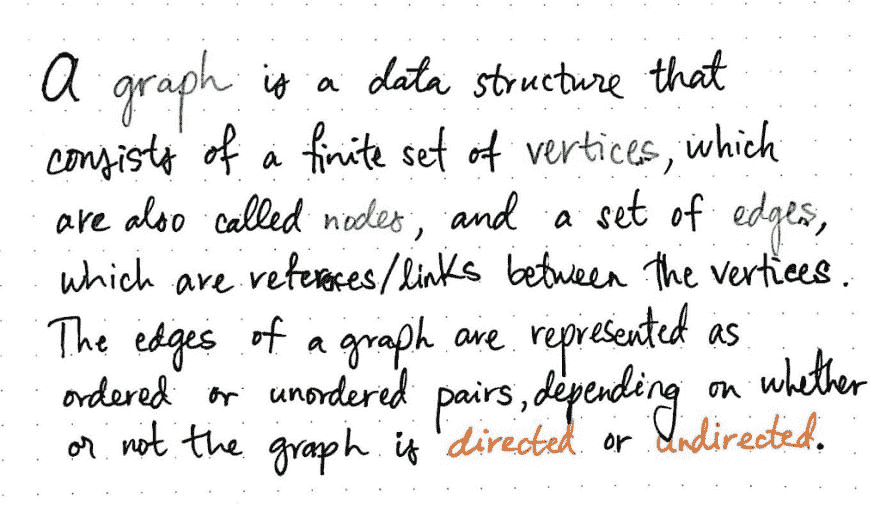 A graph is a data structure that
consists of a finite set of vertices, which
are also called nodes, and a set of edges,
which are references/links between the vertices.
The edges of a graph are represented as
ordered or unordered pairs, depending on whether
or not the graph is directed or undirected.